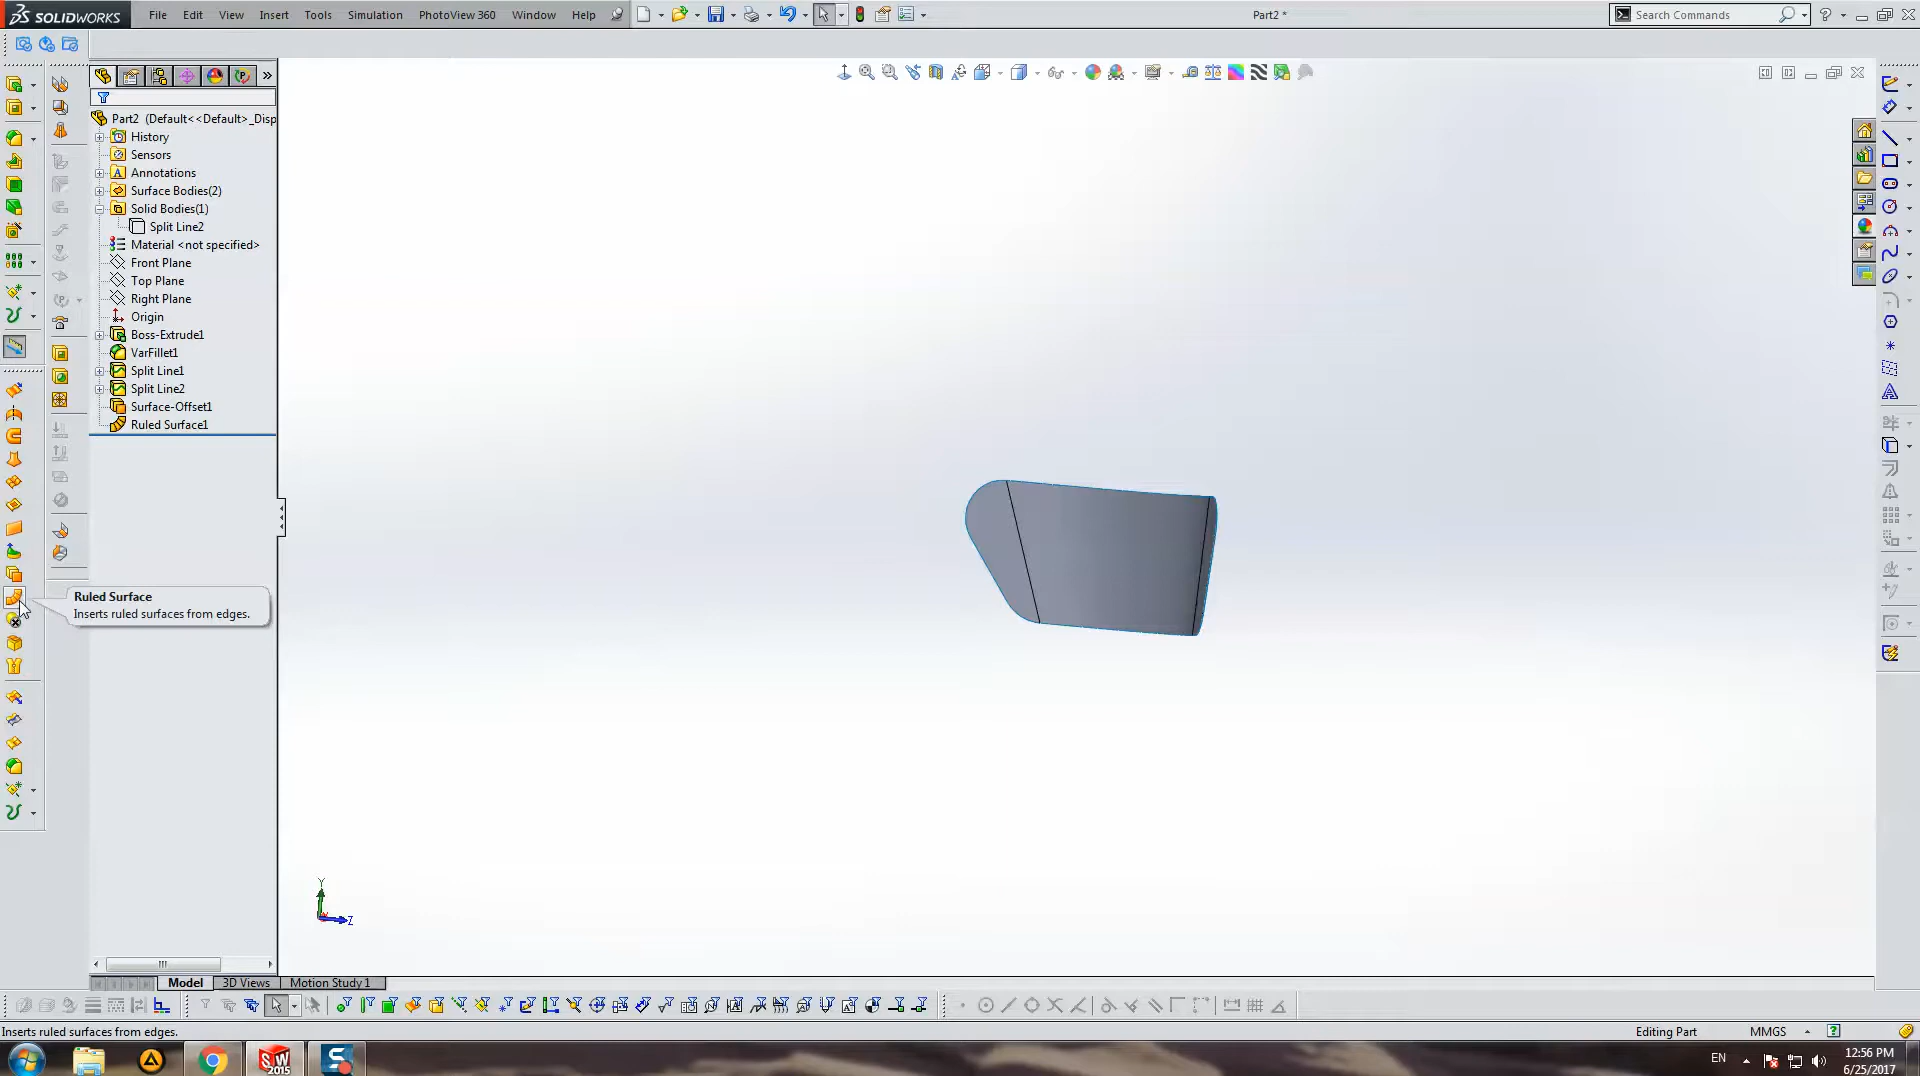 SOLIDWORKS
File Edit View Insert Tools Simulation PhotoView 360 Window Help
Part2 *
Search Commands
Part2 (Default<<Default>_Disp
History
Sensors
Annotations
Surface Bodies(2)
Solid Bodies(1)
Split Line2
Material <not specified>
Front Plane
Top Plane
Right Plane
Origin
Boss-Extrude1
VarFillet1
Split Line1
Split Line2
Surface-Offset1
Ruled Surface1
Ruled Surface
Inserts ruled surfaces from edges.
Y
Z
Model 3D Views Motion Study 1
Inserts ruled surfaces from edges.
Editing Part
MMGS
SW
2015
S
EN
12:56 PM
6/25/2017